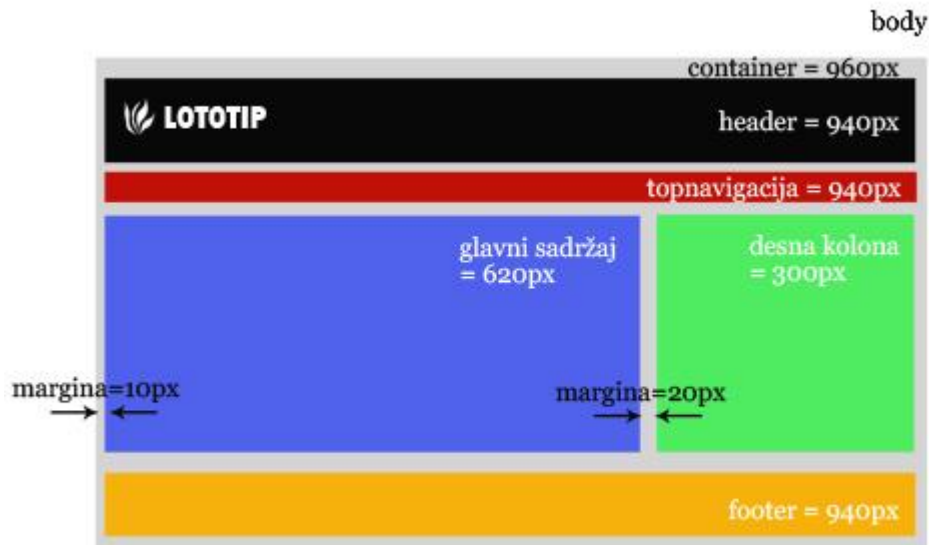 body
container = 960px
LOTOTIP
header = 940px
topnavigacija = 940px
glavni sadržaj
= 620px
desna kolona
= 300px
margina=10px
margina=20px
footer = 940px